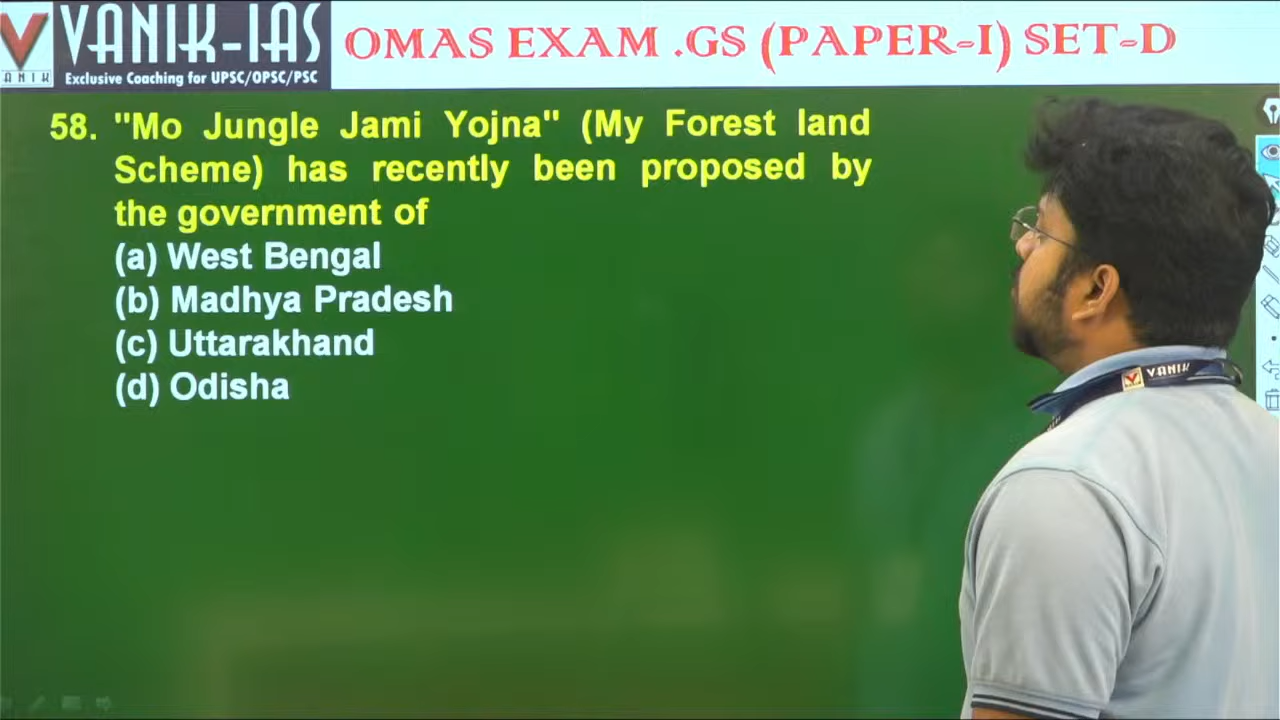 VANIK-IAS
VANIK
Exclusive Coaching for UPSC/OPSC/PSC
OMAS EXAM .GS (PAPER-I) SET-D
58. "Mo Jungle Jami Yojna" (My Forest land
Scheme) has recently been proposed by
the government of
(a) West Bengal
(b) Madhya Pradesh
(c) Uttarakhand
(d) Odisha
VANIK